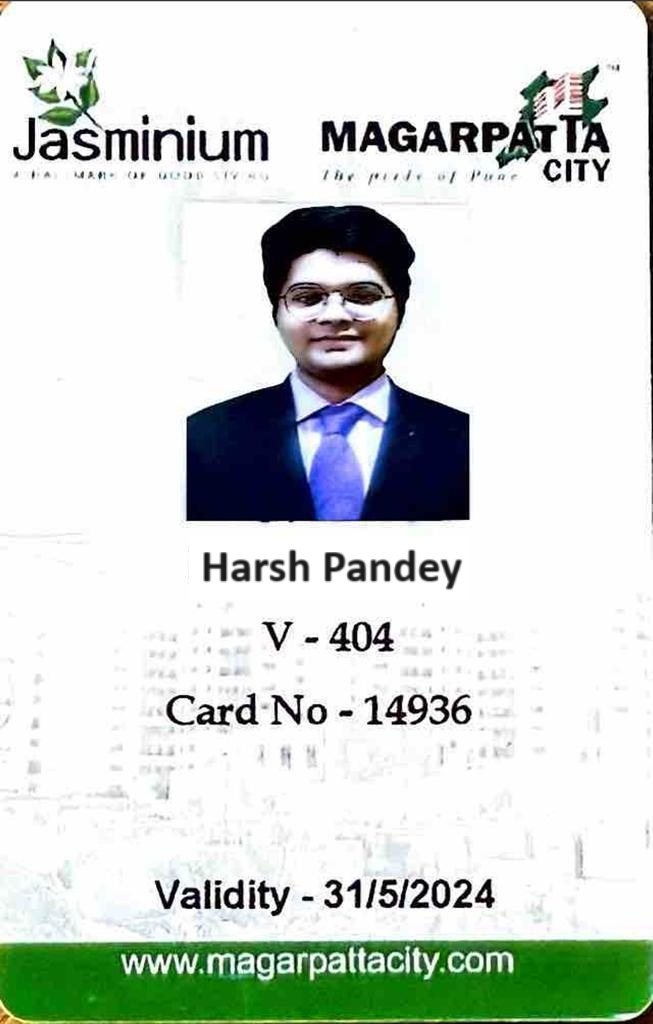 Jasminium
A HALLMARK OF GOOD LIVING
MAGARPATTA
CITY
TM
The pride of Pune
Harsh Pandey
V - 404
Card No - 14936
Validity - 31/5/2024
www.magarpattacity.com